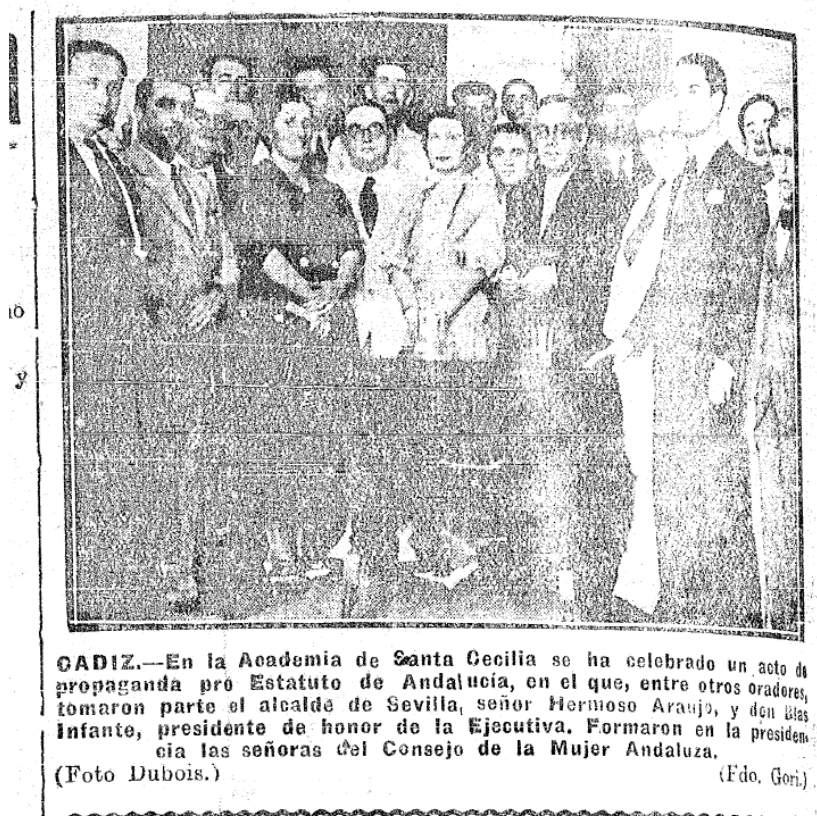 io
y
CADIZ.—En la Academia de Santa Cecilia se ha celebrado un acto de
propaganda pro Estatuto de Andalucía, en el que, entre otros oradores,
tomaron parte el alcalde de Sevilla, señor Hermoso Araujo, y don Blas
Infante, presidente de honor de la Ejecutiva. Formaron en la presiden-
cia las señoras del Consejo de la Mujer Andaluza.
(Foto Dubois.) (Fdo. Gori.)